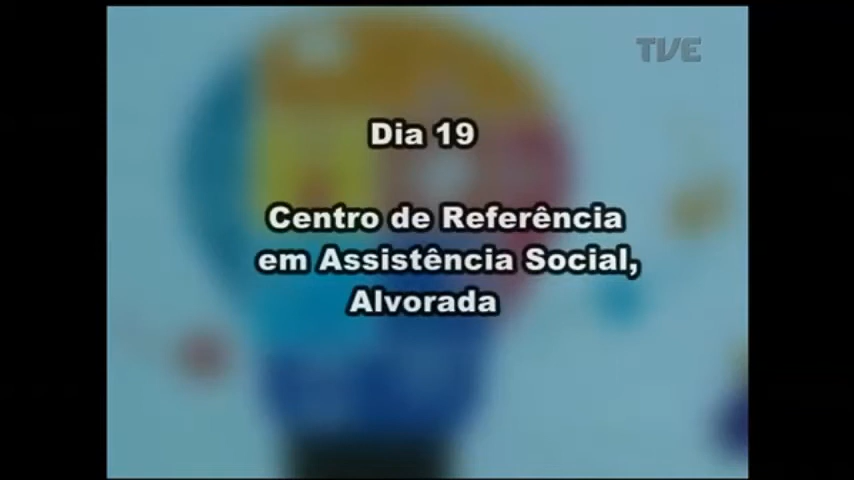 TVE
Dia 19
Centro de Referência
em Assistência Social,
Alvorada